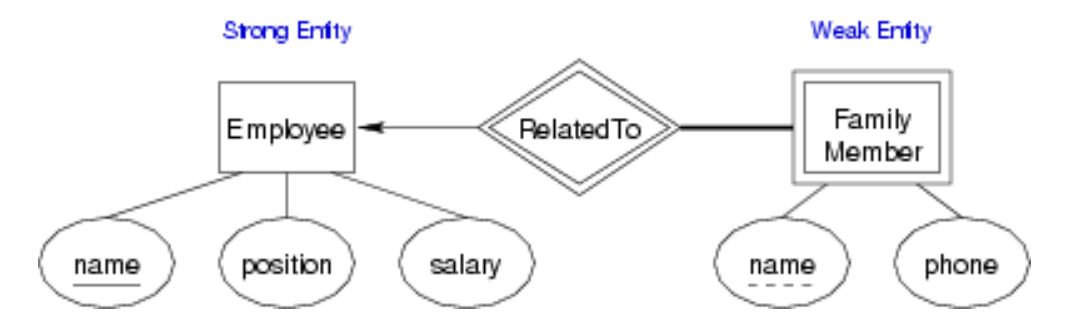 Strong Entity
Weak Entity
Employee
RelatedTo
Family
Member
name
position
salary
name
phone